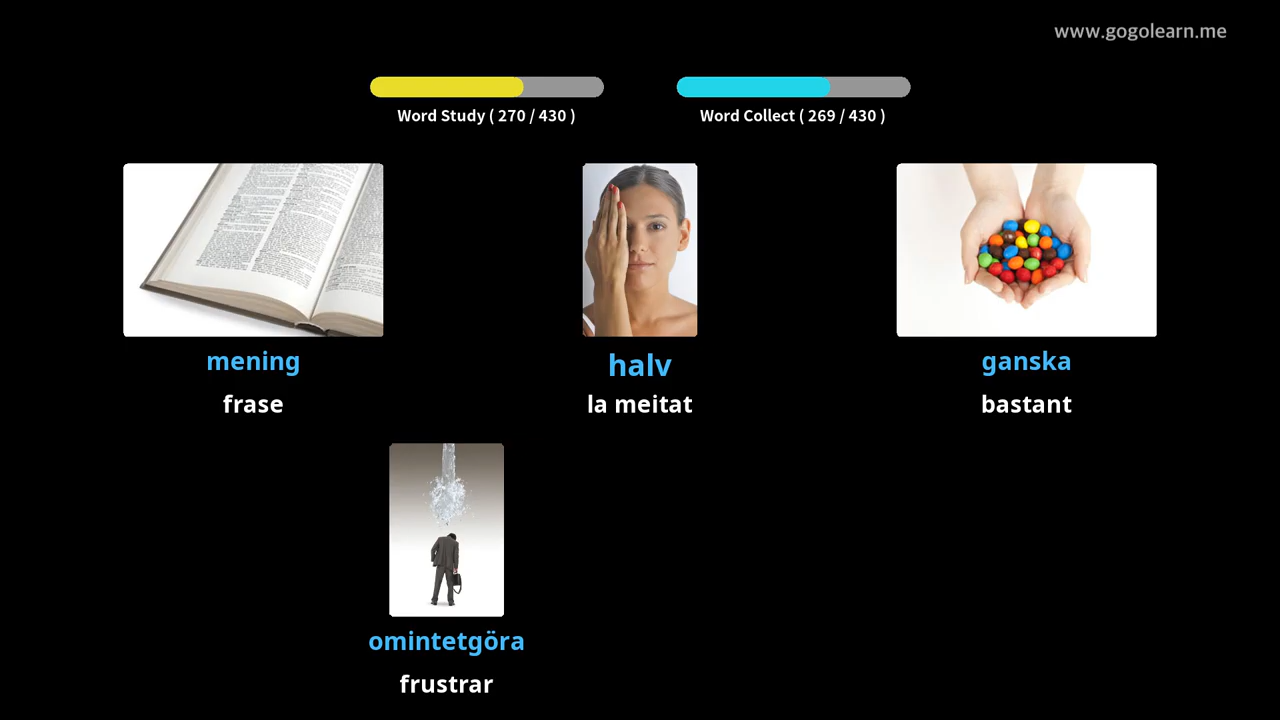 www.gogolearn.me
Word Study ( 270 / 430 )
Word Collect ( 269 / 430 )
mening
frase
halv
la meitat
ganska
bastant
omintetgöra
frustrar